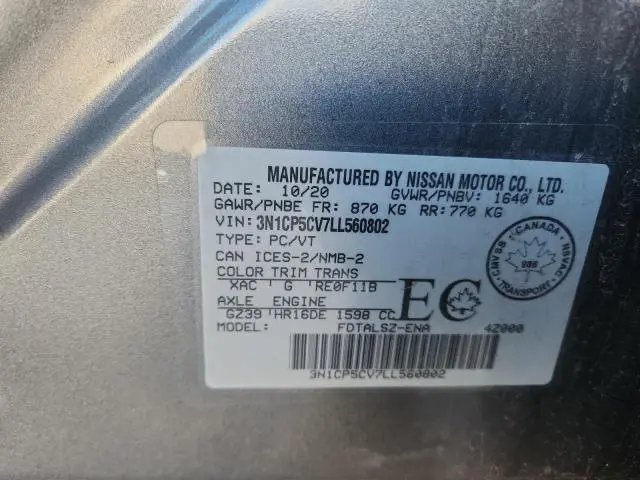 MANUFACTURED BY NISSAN MOTOR CO., LTD.
DATE: 10/20 GVWR/PNBV: 1640 KG
GAWR/PNBE FR: 870 KG RR: 770 KG
VIN: 3N1CP5CV7LL560802
TYPE: PC/VT
CAN ICES-2/NMB-2
COLOR TRIM TRANS
XAC ' G 'RE0F11B
AXLE ENGINE
GZ39 'HR16DE 1598 CC
MODEL: FDTALSZ-ENA 4Z000
3N1CP5CV7LL560802
EC
CANADA
CMVSS NSVAC
986
TRANSPORT